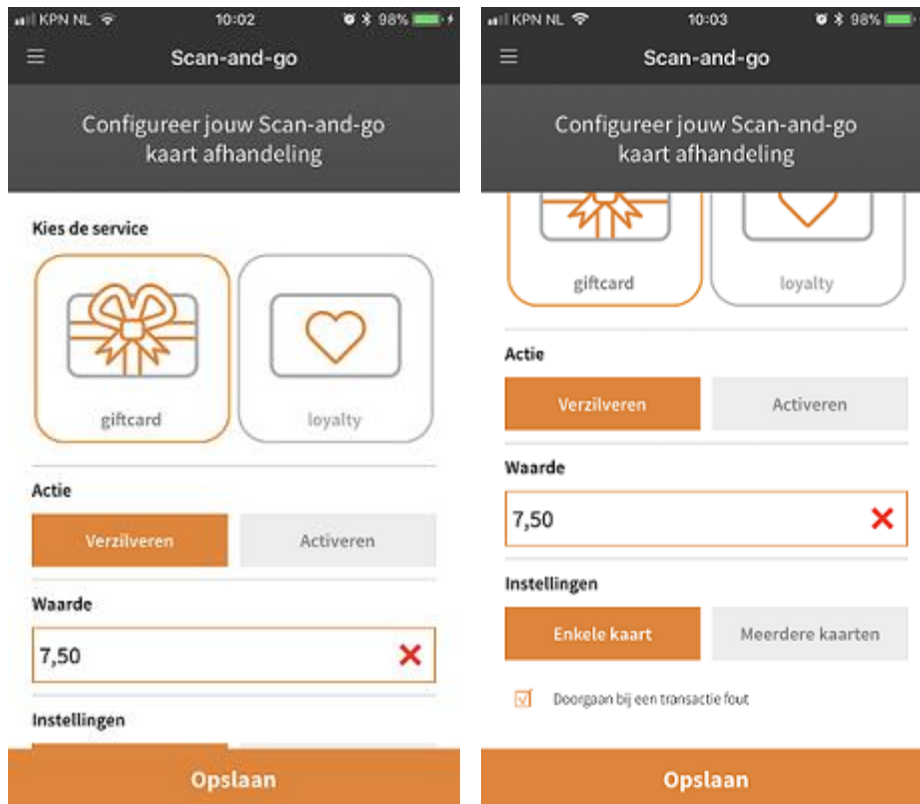 KPN NL 10:02 98%
Scan-and-go
Configureer jouw Scan-and-go
kaart afhandeling
Kies de service
giftcard loyalty
Actie
Verzilveren Activeren
Waarde
7,50
Instellingen
Opslaan
KPN NL 10:03 98%
Scan-and-go
Configureer jouw Scan-and-go
kaart afhandeling
giftcard loyalty
Actie
Verzilveren Activeren
Waarde
7,50
Instellingen
Enkele kaart Meerdere kaarten
Doorgaan bij een transactie fout
Opslaan